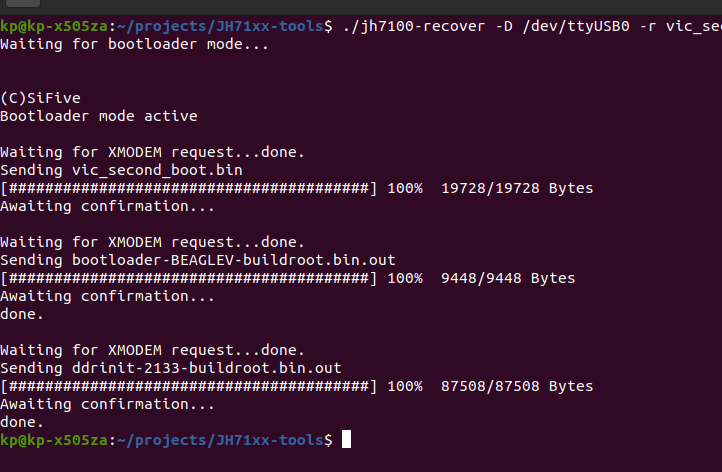 kp@kp-x505za:~/projects/JH71xx-tools$ ./jh7100-recover -D /dev/ttyUSB0 -r vic_sec
Waiting for bootloader mode...
(C)SiFive
Bootloader mode active
Waiting for XMODEM request...done.
Sending vic_second_boot.bin
[########################################] 100%  19728/19728 Bytes
Awaiting confirmation...
Waiting for XMODEM request...done.
Sending bootloader-BEAGLEV-buildroot.bin.out
[########################################] 100%  9448/9448 Bytes
Awaiting confirmation...
done.
Waiting for XMODEM request...done.
Sending ddrinit-2133-buildroot.bin.out
[########################################] 100%  87508/87508 Bytes
Awaiting confirmation...
done.
kp@kp-x505za:~/projects/JH71xx-tools$